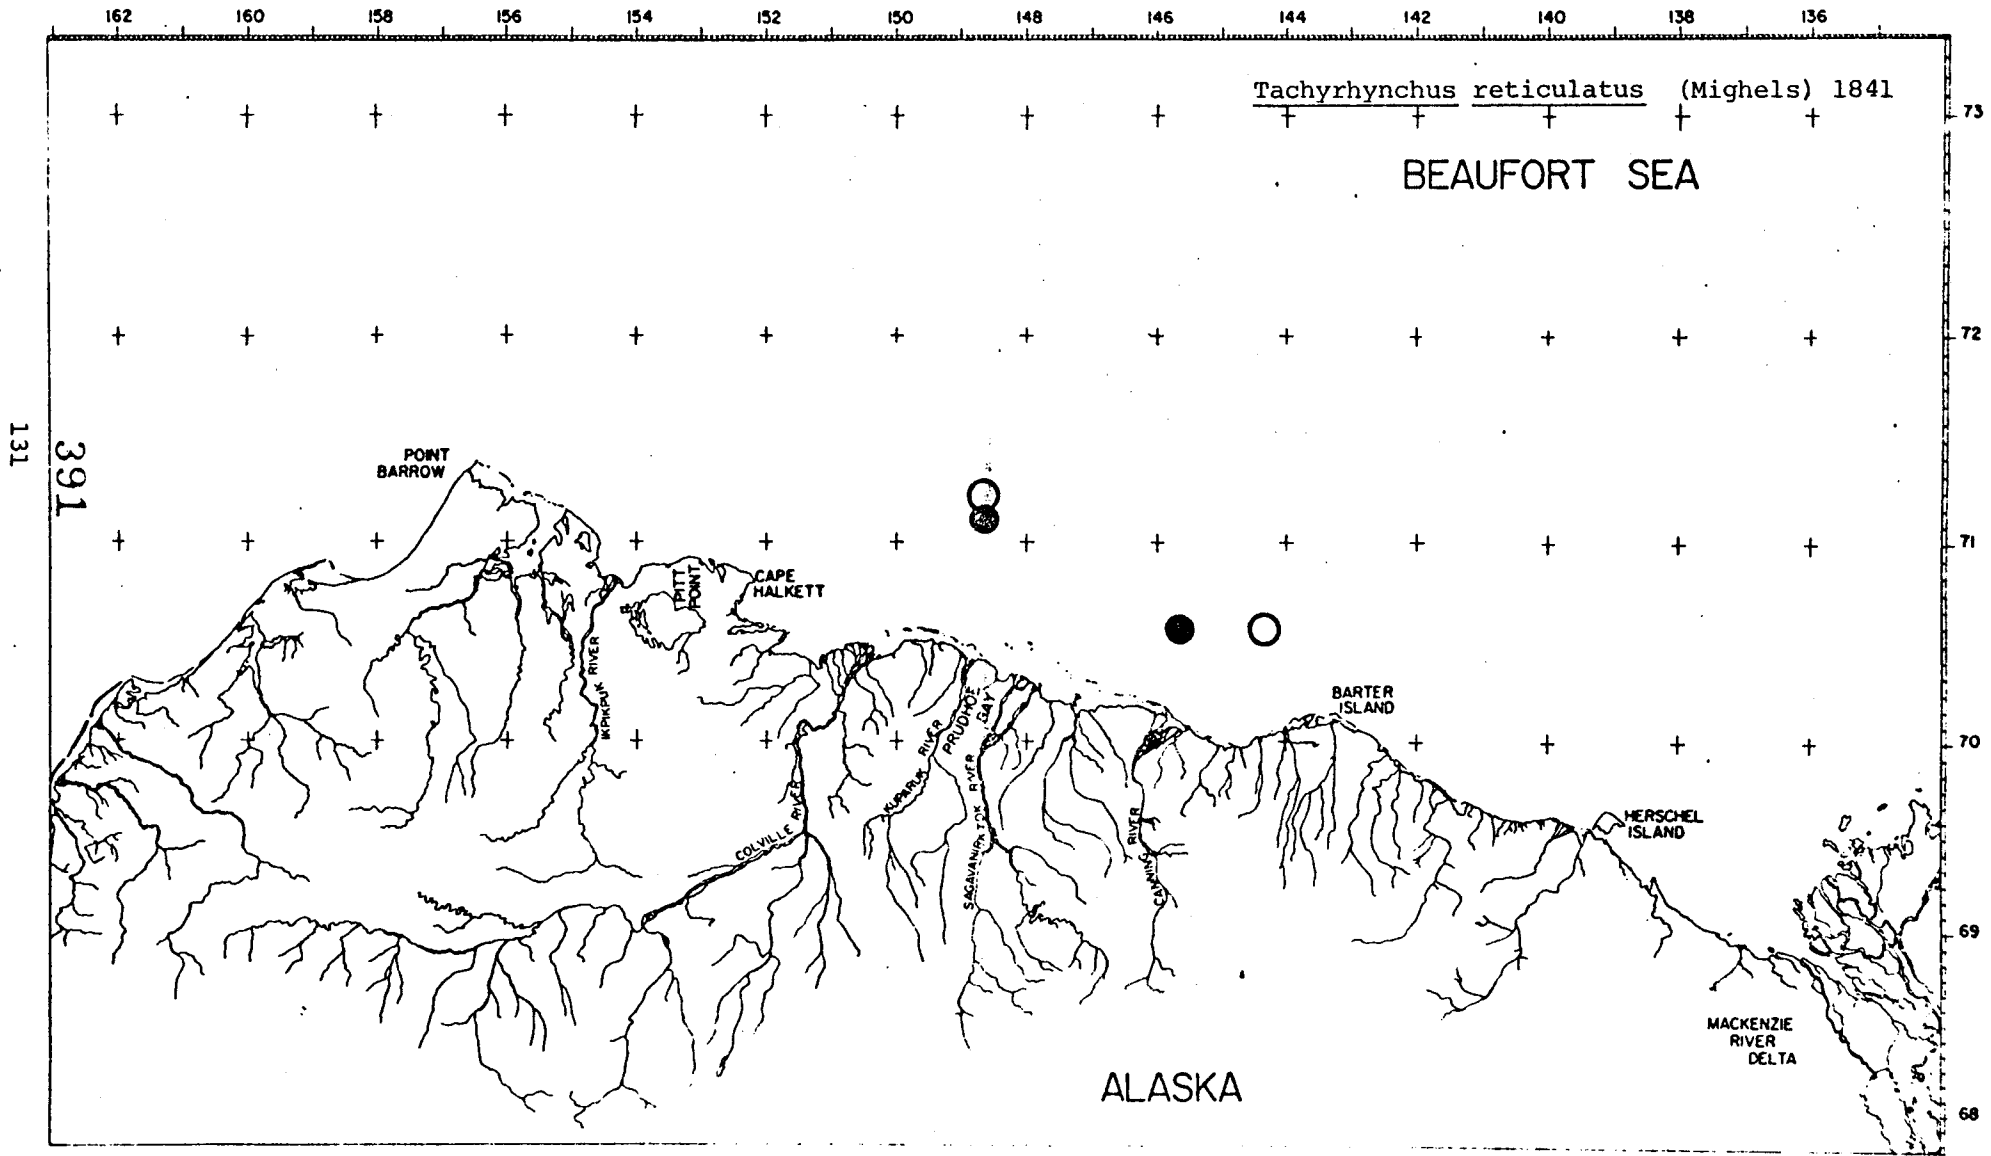 162 160 158 156 154 152 150 148 146 144 142 140 138 136
Tachyrhynchus reticulatus (Mighels) 1841
73
BEAUFORT SEA
72
131
391
POINT
BARROW
71
PITT
POINT
CAPE
HALKETT
IKPIKPUK RIVER
BARTER
ISLAND
PRUDHOE
BAY
70
KUPARUK RIVER
COLVILLE RIVER
SAGAVANIRKTOK RIVER
CANNING RIVER
HERSCHEL
ISLAND
69
MACKENZIE
RIVER
DELTA
ALASKA
68